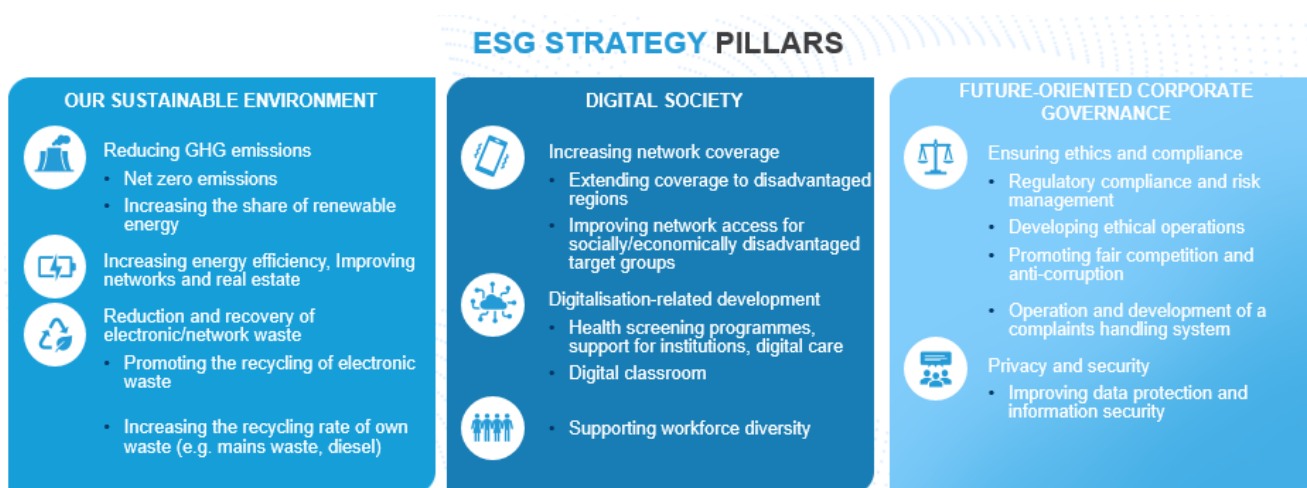 ESG STRATEGY PILLARS
OUR SUSTAINABLE ENVIRONMENT
Reducing GHG emissions
• Net zero emissions
• Increasing the share of renewable
energy
Increasing energy efficiency, Improving
networks and real estate
Reduction and recovery of
electronic/network waste
• Promoting the recycling of electronic
waste
• Increasing the recycling rate of own
waste (e.g. mains waste, diesel)
DIGITAL SOCIETY
Increasing network coverage
• Extending coverage to disadvantaged
regions
• Improving network access for
socially/economically disadvantaged
target groups
Digitalisation-related development
• Health screening programmes,
support for institutions, digital care
• Digital classroom
• Supporting workforce diversity
FUTURE-ORIENTED CORPORATE
GOVERNANCE
Ensuring ethics and compliance
• Regulatory compliance and risk
management
• Developing ethical operations
• Promoting fair competition and
anti-corruption
• Operation and development of a
complaints handling system
Privacy and security
• Improving data protection and
information security